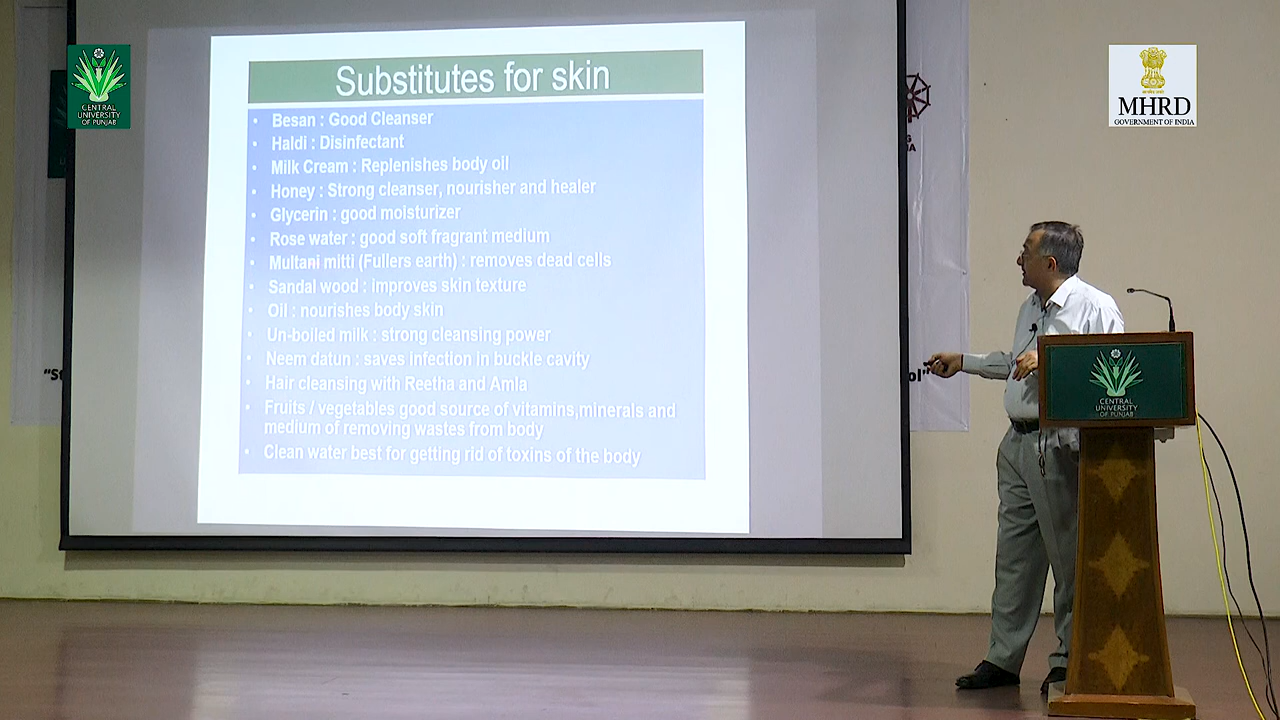 CENTRAL
UNIVERSITY
OF PUNJAB
MHRD
GOVERNMENT OF INDIA
Substitutes for skin
• Besan : Good Cleanser
• Haldi : Disinfectant
• Milk Cream : Replenishes body oil
• Honey : Strong cleanser, nourisher and healer
• Glycerin : good moisturizer
• Rose water : good soft fragrant medium
• Multani mitti (Fullers earth) : removes dead cells
• Sandal wood : improves skin texture
• Oil : nourishes body skin
• Un-boiled milk : strong cleansing power
• Neem datun : saves infection in buckle cavity
• Hair cleansing with Reetha and Amla
• Fruits / vegetables good source of vitamins,minerals and
medium of removing wastes from body
• Clean water best for getting rid of toxins of the body
CENTRAL
UNIVERSITY
OF PUNJAB